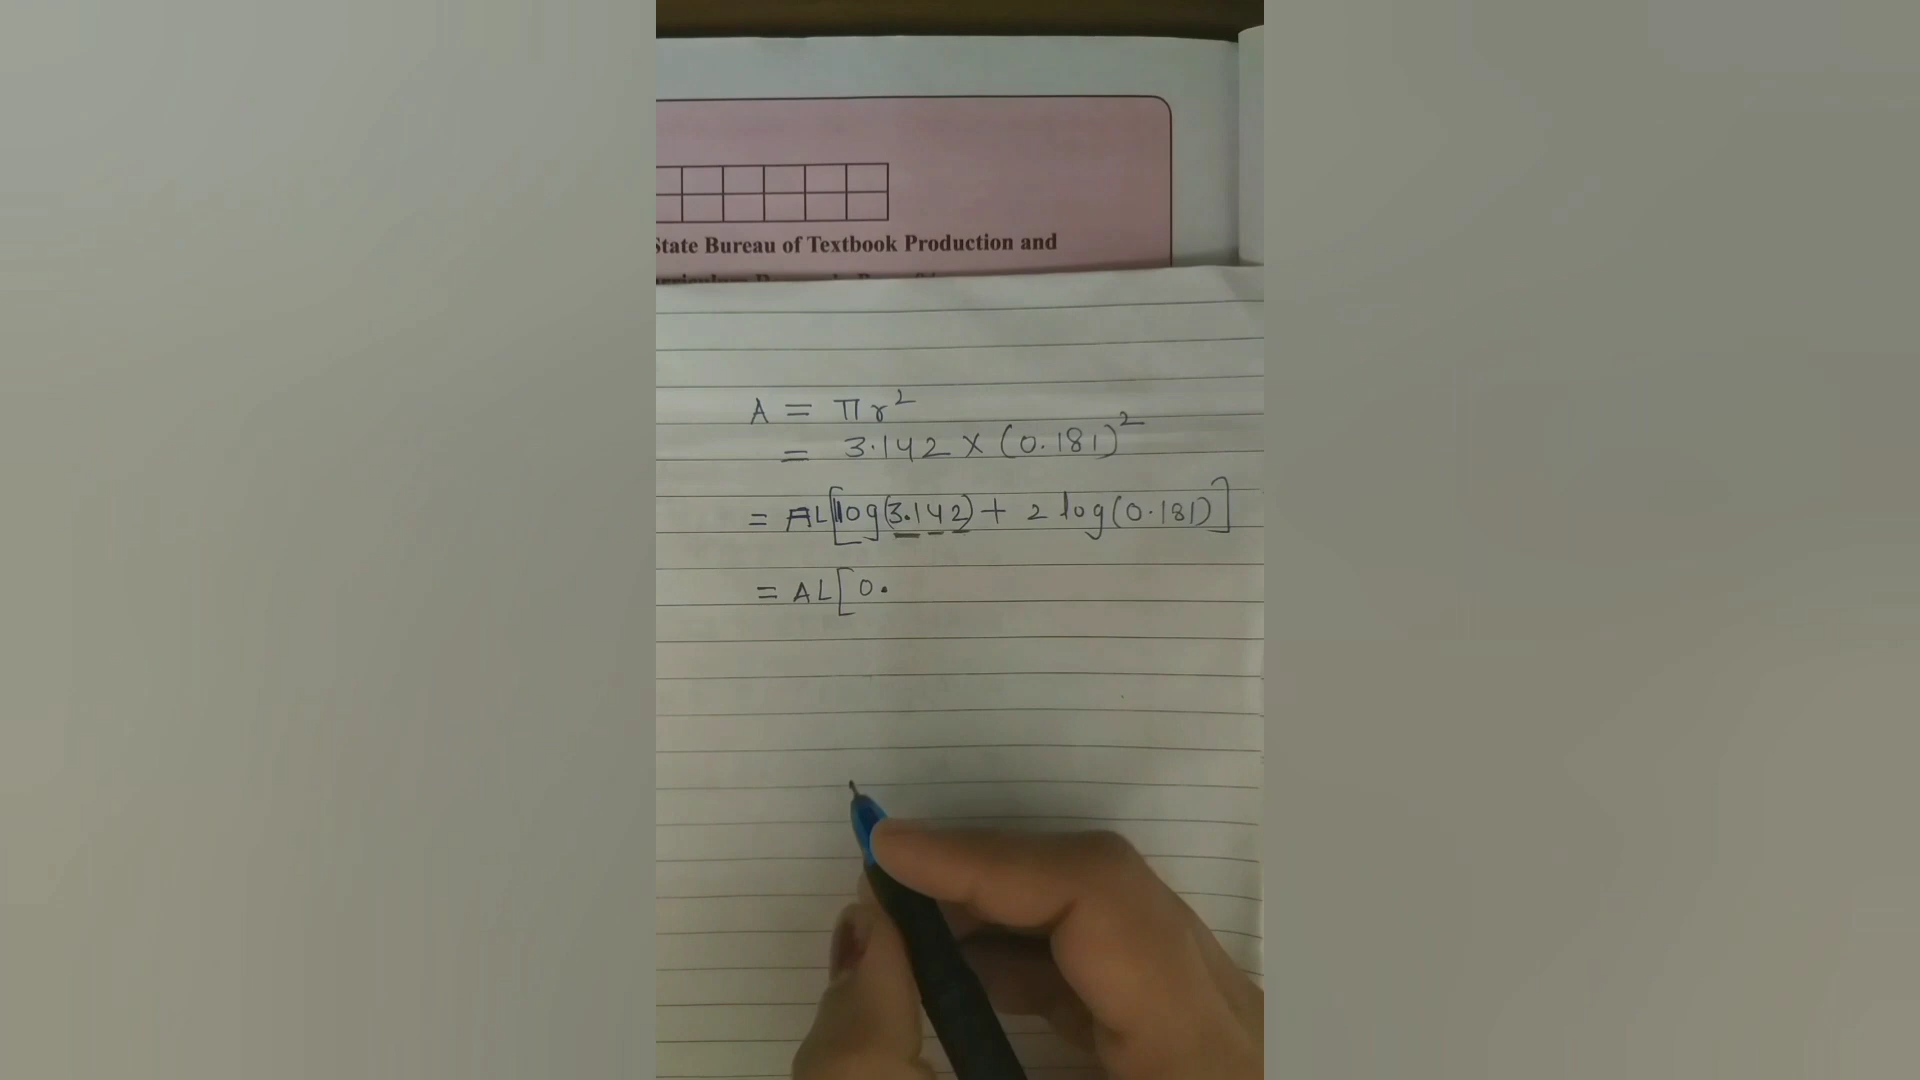 State Bureau of Textbook Production and
A = πr²
= 3.142 × (0.181)²
= AL[log(3.142) + 2 log(0.181)]
= AL[0.